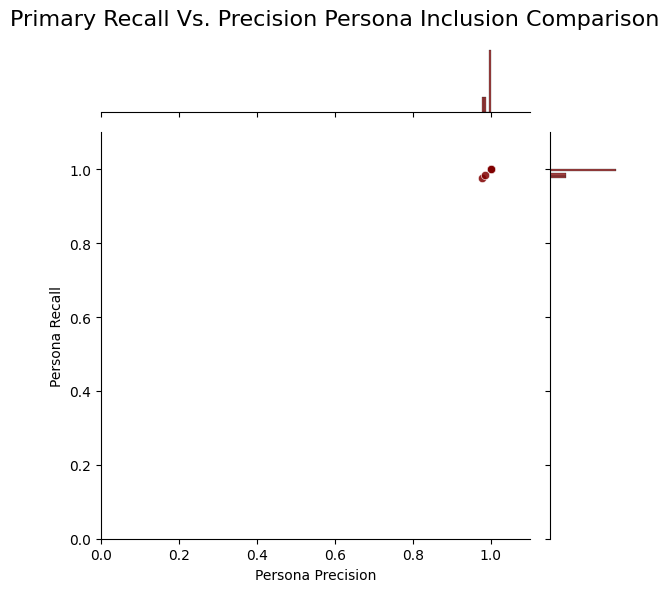 Primary Recall Vs. Precision Persona Inclusion Comparison
1.0
0.8
0.6
0.4
0.2
0.0
Persona Recall
0.0 0.2 0.4 0.6 0.8 1.0
Persona Precision